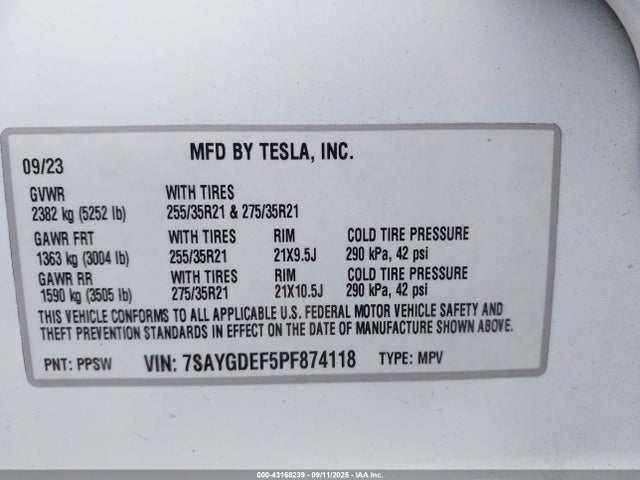 MFD BY TESLA, INC.
09/23
GVWR WITH TIRES
2382 kg (5252 lb) 255/35R21 & 275/35R21
GAWR FRT WITH TIRES RIM COLD TIRE PRESSURE
1363 kg (3004 lb) 255/35R21 21X9.5J 290 kPa, 42 psi
GAWR RR WITH TIRES RIM COLD TIRE PRESSURE
1590 kg (3505 lb) 275/35R21 21X10.5J 290 kPa, 42 psi
THIS VEHICLE CONFORMS TO ALL APPLICABLE U.S. FEDERAL MOTOR VEHICLE SAFETY AND
THEFT PREVENTION STANDARDS IN EFFECT ON THE DATE OF MANUFACTURE SHOWN ABOVE.
PNT: PPSW VIN: 7SAYGDEF5PF874118 TYPE: MPV
000-43168239 - 09/11/2025 - IAAI.COM